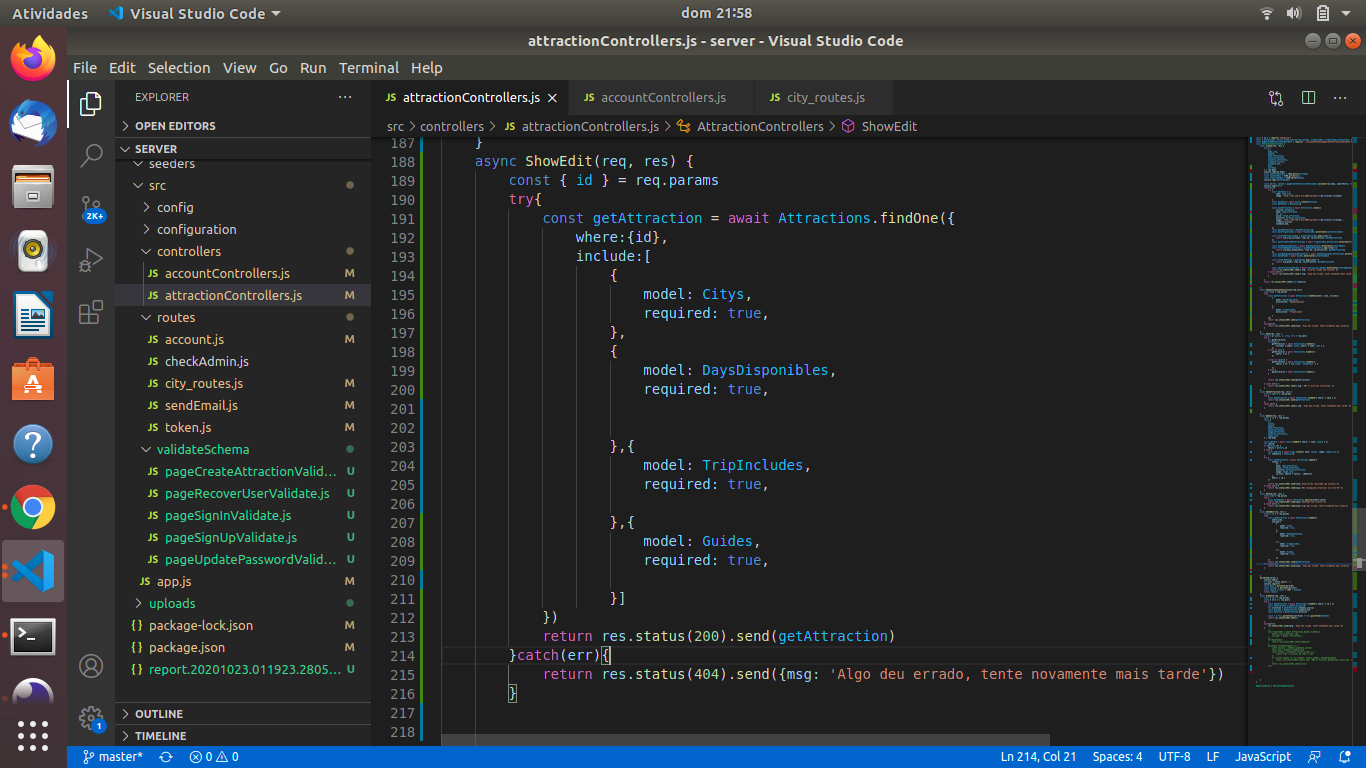 Atividades Visual Studio Code dom 21:58
attractionControllers.js - server - Visual Studio Code
File Edit Selection View Go Run Terminal Help
EXPLORER
OPEN EDITORS
SERVER
seeders
src
config
configuration
controllers
JS accountControllers.js M
JS attractionControllers.js M
routes
JS account.js M
JS checkAdmin.js
JS city_routes.js M
JS sendEmail.js M
JS token.js M
validateSchema
JS pageCreateAttractionValid... U
JS pageRecoverUserValidate.js U
JS pageSignInValidate.js U
JS pageSignUpValidate.js U
JS pageUpdatePasswordValid... U
JS app.js M
uploads
{} package-lock.json M
{} package.json M
{} report.20201023.011923.2805... U
OUTLINE
TIMELINE
2K+
1
JS attractionControllers.js JS accountControllers.js JS city_routes.js
src > controllers > JS attractionControllers.js > AttractionControllers > ShowEdit
187 }
188 async ShowEdit(req, res) {
189 const { id } = req.params
190 try{
191 const getAttraction = await Attractions.findOne({
192 where:{id},
193 include:[
194 {
195 model: Citys,
196 required: true,
197 },
198 {
199 model: DaysDisponibles,
200 required: true,
201
202
203 },{
204 model: TripIncludes,
205 required: true,
206
207 },{
208 model: Guides,
209 required: true,
210
211 }]
212 })
213 return res.status(200).send(getAttraction)
214 }catch(err){
215 return res.status(404).send({msg: 'Algo deu errado, tente novamente mais tarde'})
216 }
217
218
master* 0 0 Ln 214, Col 21 Spaces: 4 UTF-8 LF JavaScript